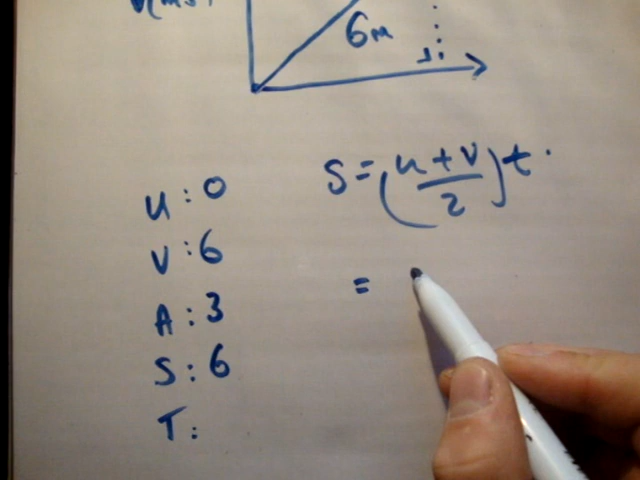 6m
S = (u + v / 2) t.
=
u : 0
v : 6
A : 3
S : 6
T :